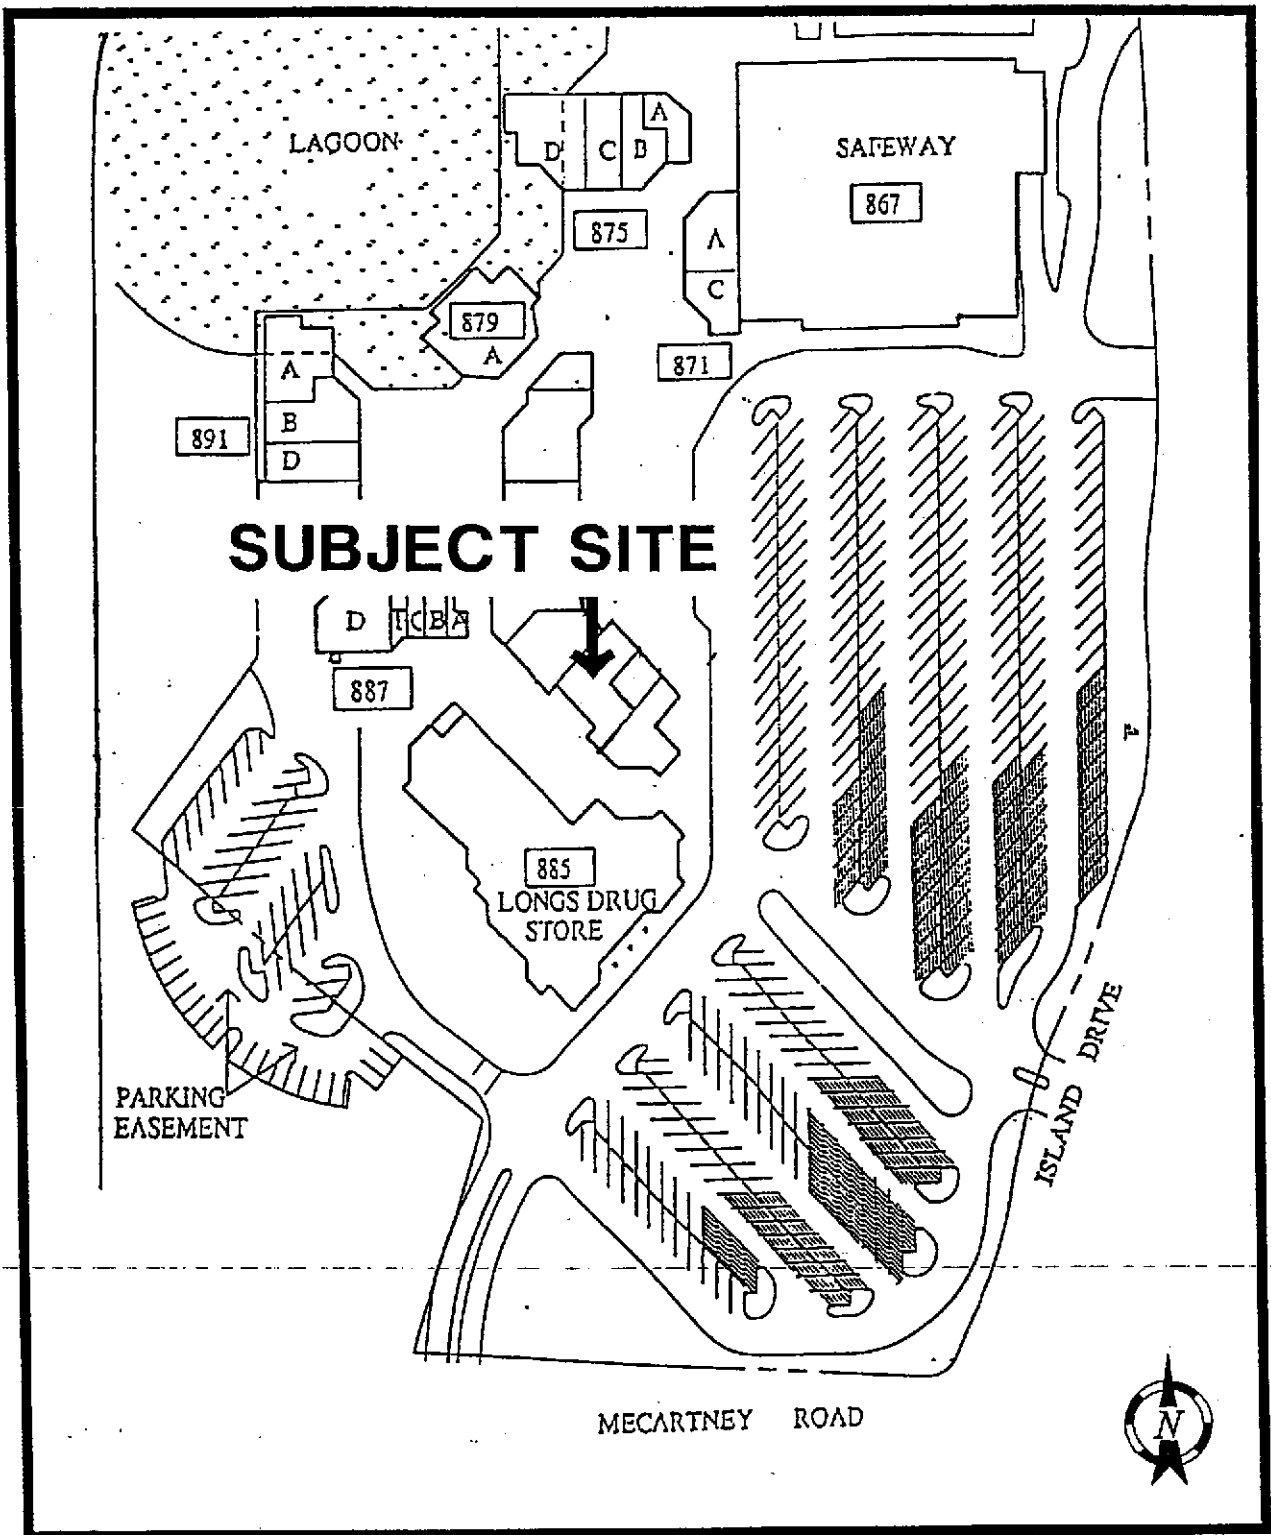 LAGOON
A
D C B
SAFEWAY
867
875
A
C
879
A
871
A
B
891
D
SUBJECT SITE
D C B A
887
885
LONGS DRUG
STORE
PARKING
EASEMENT
ISLAND DRIVE
MECARTNEY ROAD
N